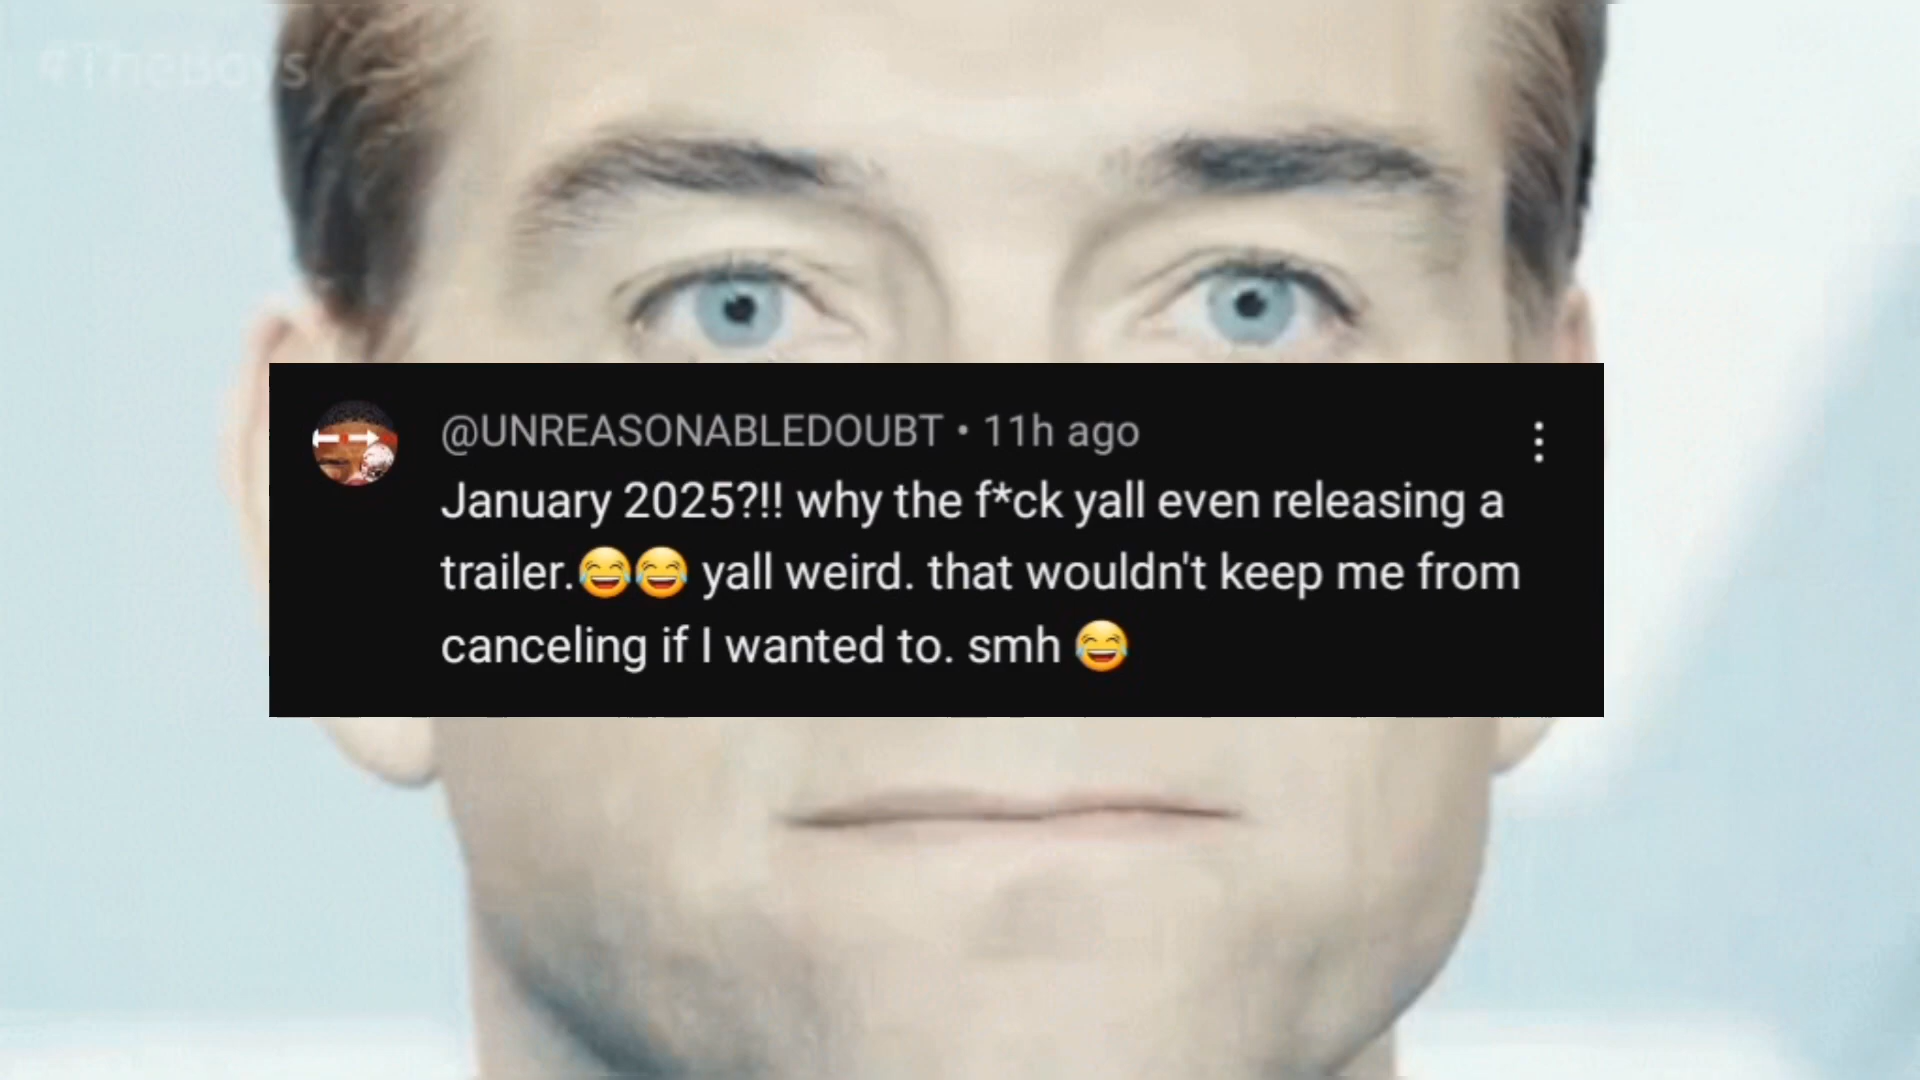 #TheBoys
@UNREASONABLEDOUBT • 11h ago
January 2025?!! why the f*ck yall even releasing a
trailer.😂😂 yall weird. that wouldn't keep me from
canceling if I wanted to. smh 😂